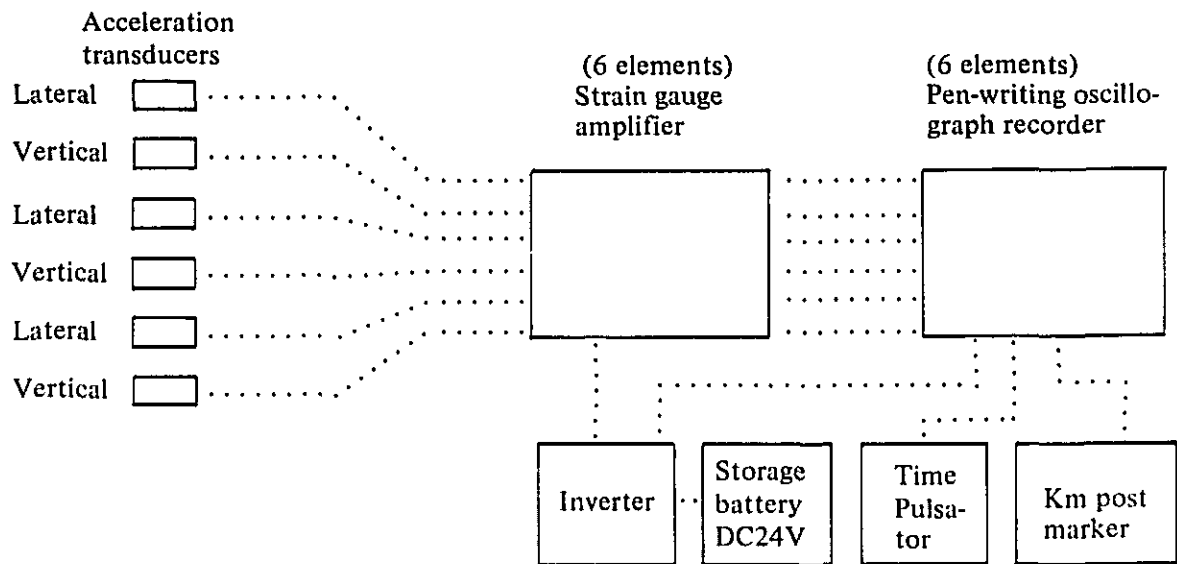 Acceleration
transducers
Lateral
Vertical
Lateral
Vertical
Lateral
Vertical
(6 elements)
Strain gauge
amplifier
(6 elements)
Pen-writing oscillo-
graph recorder
Inverter
Storage
battery
DC24V
Time
Pulsa-
tor
Km post
marker